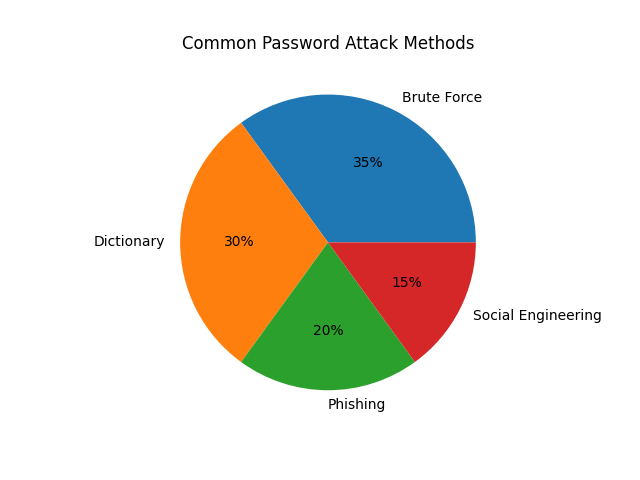 Common Password Attack Methods
Brute Force
35%
Dictionary
30%
15%
Social Engineering
20%
Phishing